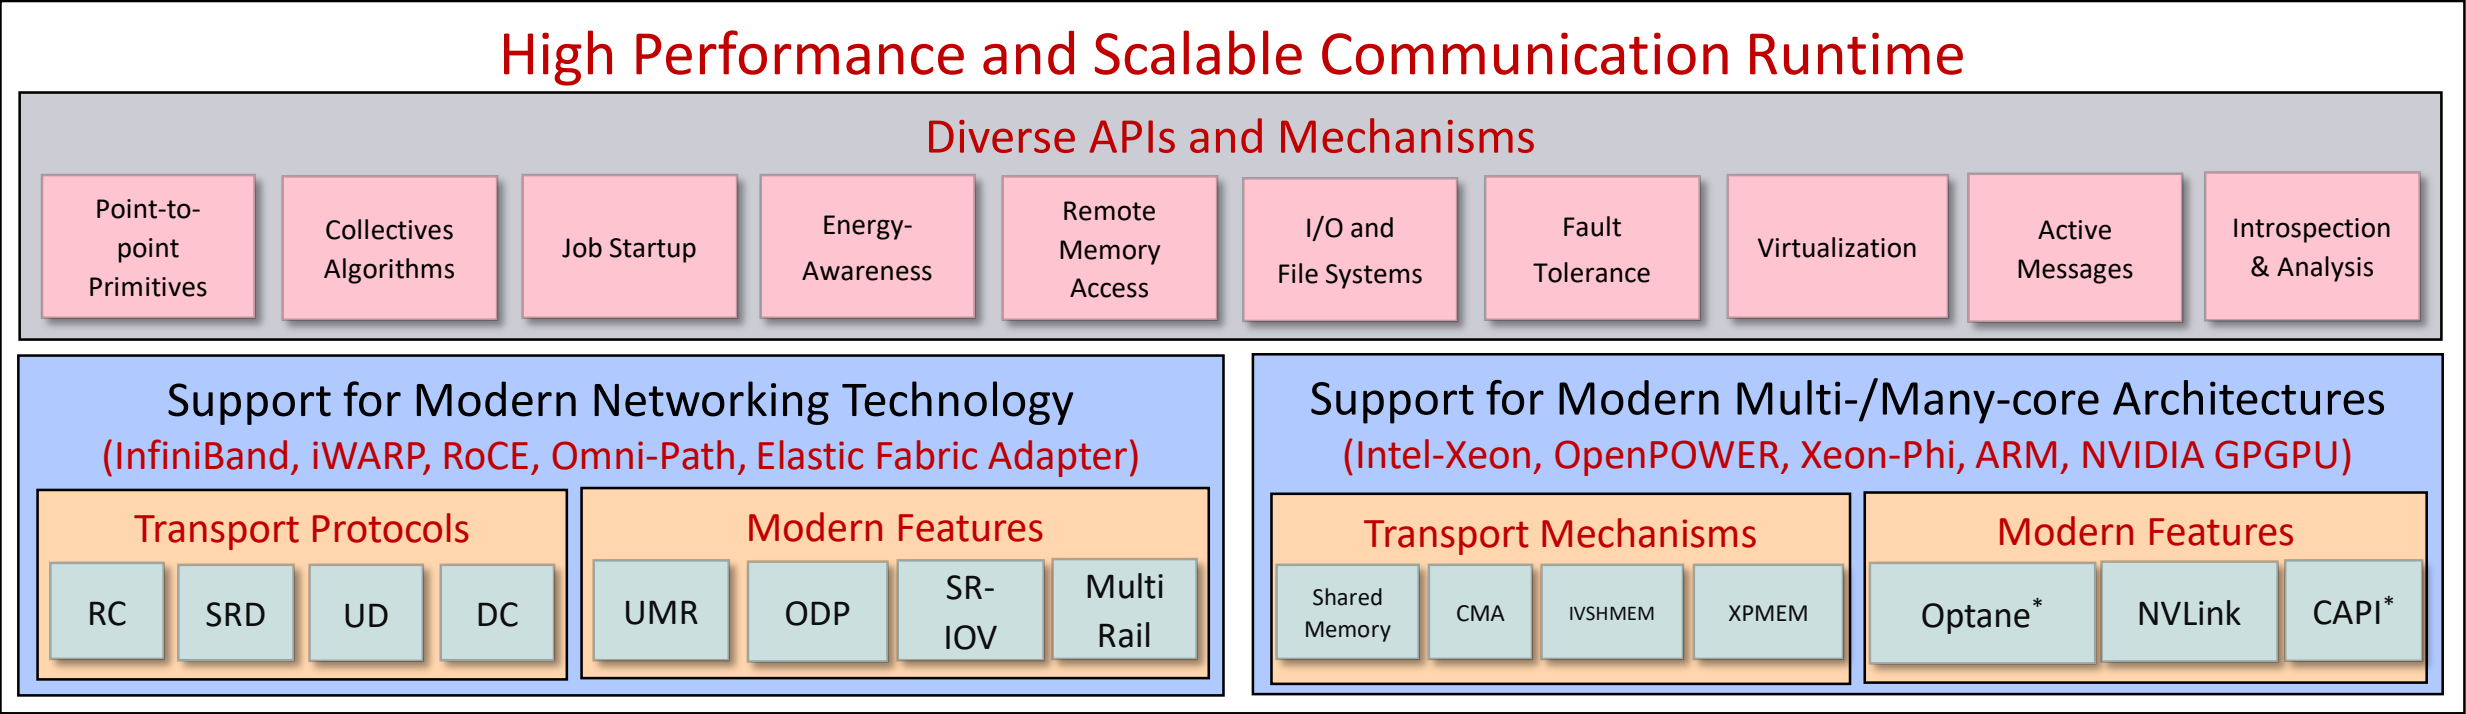 High Performance and Scalable Communication Runtime
Diverse APIs and Mechanisms
Point-to-
point
Primitives
Collectives
Algorithms
Job Startup
Energy-
Awareness
Remote
Memory
Access
I/O and
File Systems
Fault
Tolerance
Virtualization
Active
Messages
Introspection
& Analysis
Support for Modern Networking Technology
(InfiniBand, iWARP, RoCE, Omni-Path, Elastic Fabric Adapter)
Transport Protocols
RC
SRD
UD
DC
Modern Features
UMR
ODP
SR-
IOV
Multi
Rail
Support for Modern Multi-/Many-core Architectures
(Intel-Xeon, OpenPOWER, Xeon-Phi, ARM, NVIDIA GPGPU)
Transport Mechanisms
Shared
Memory
CMA
IVSHMEM
XPMEM
Modern Features
Optane*
NVLink
CAPI*